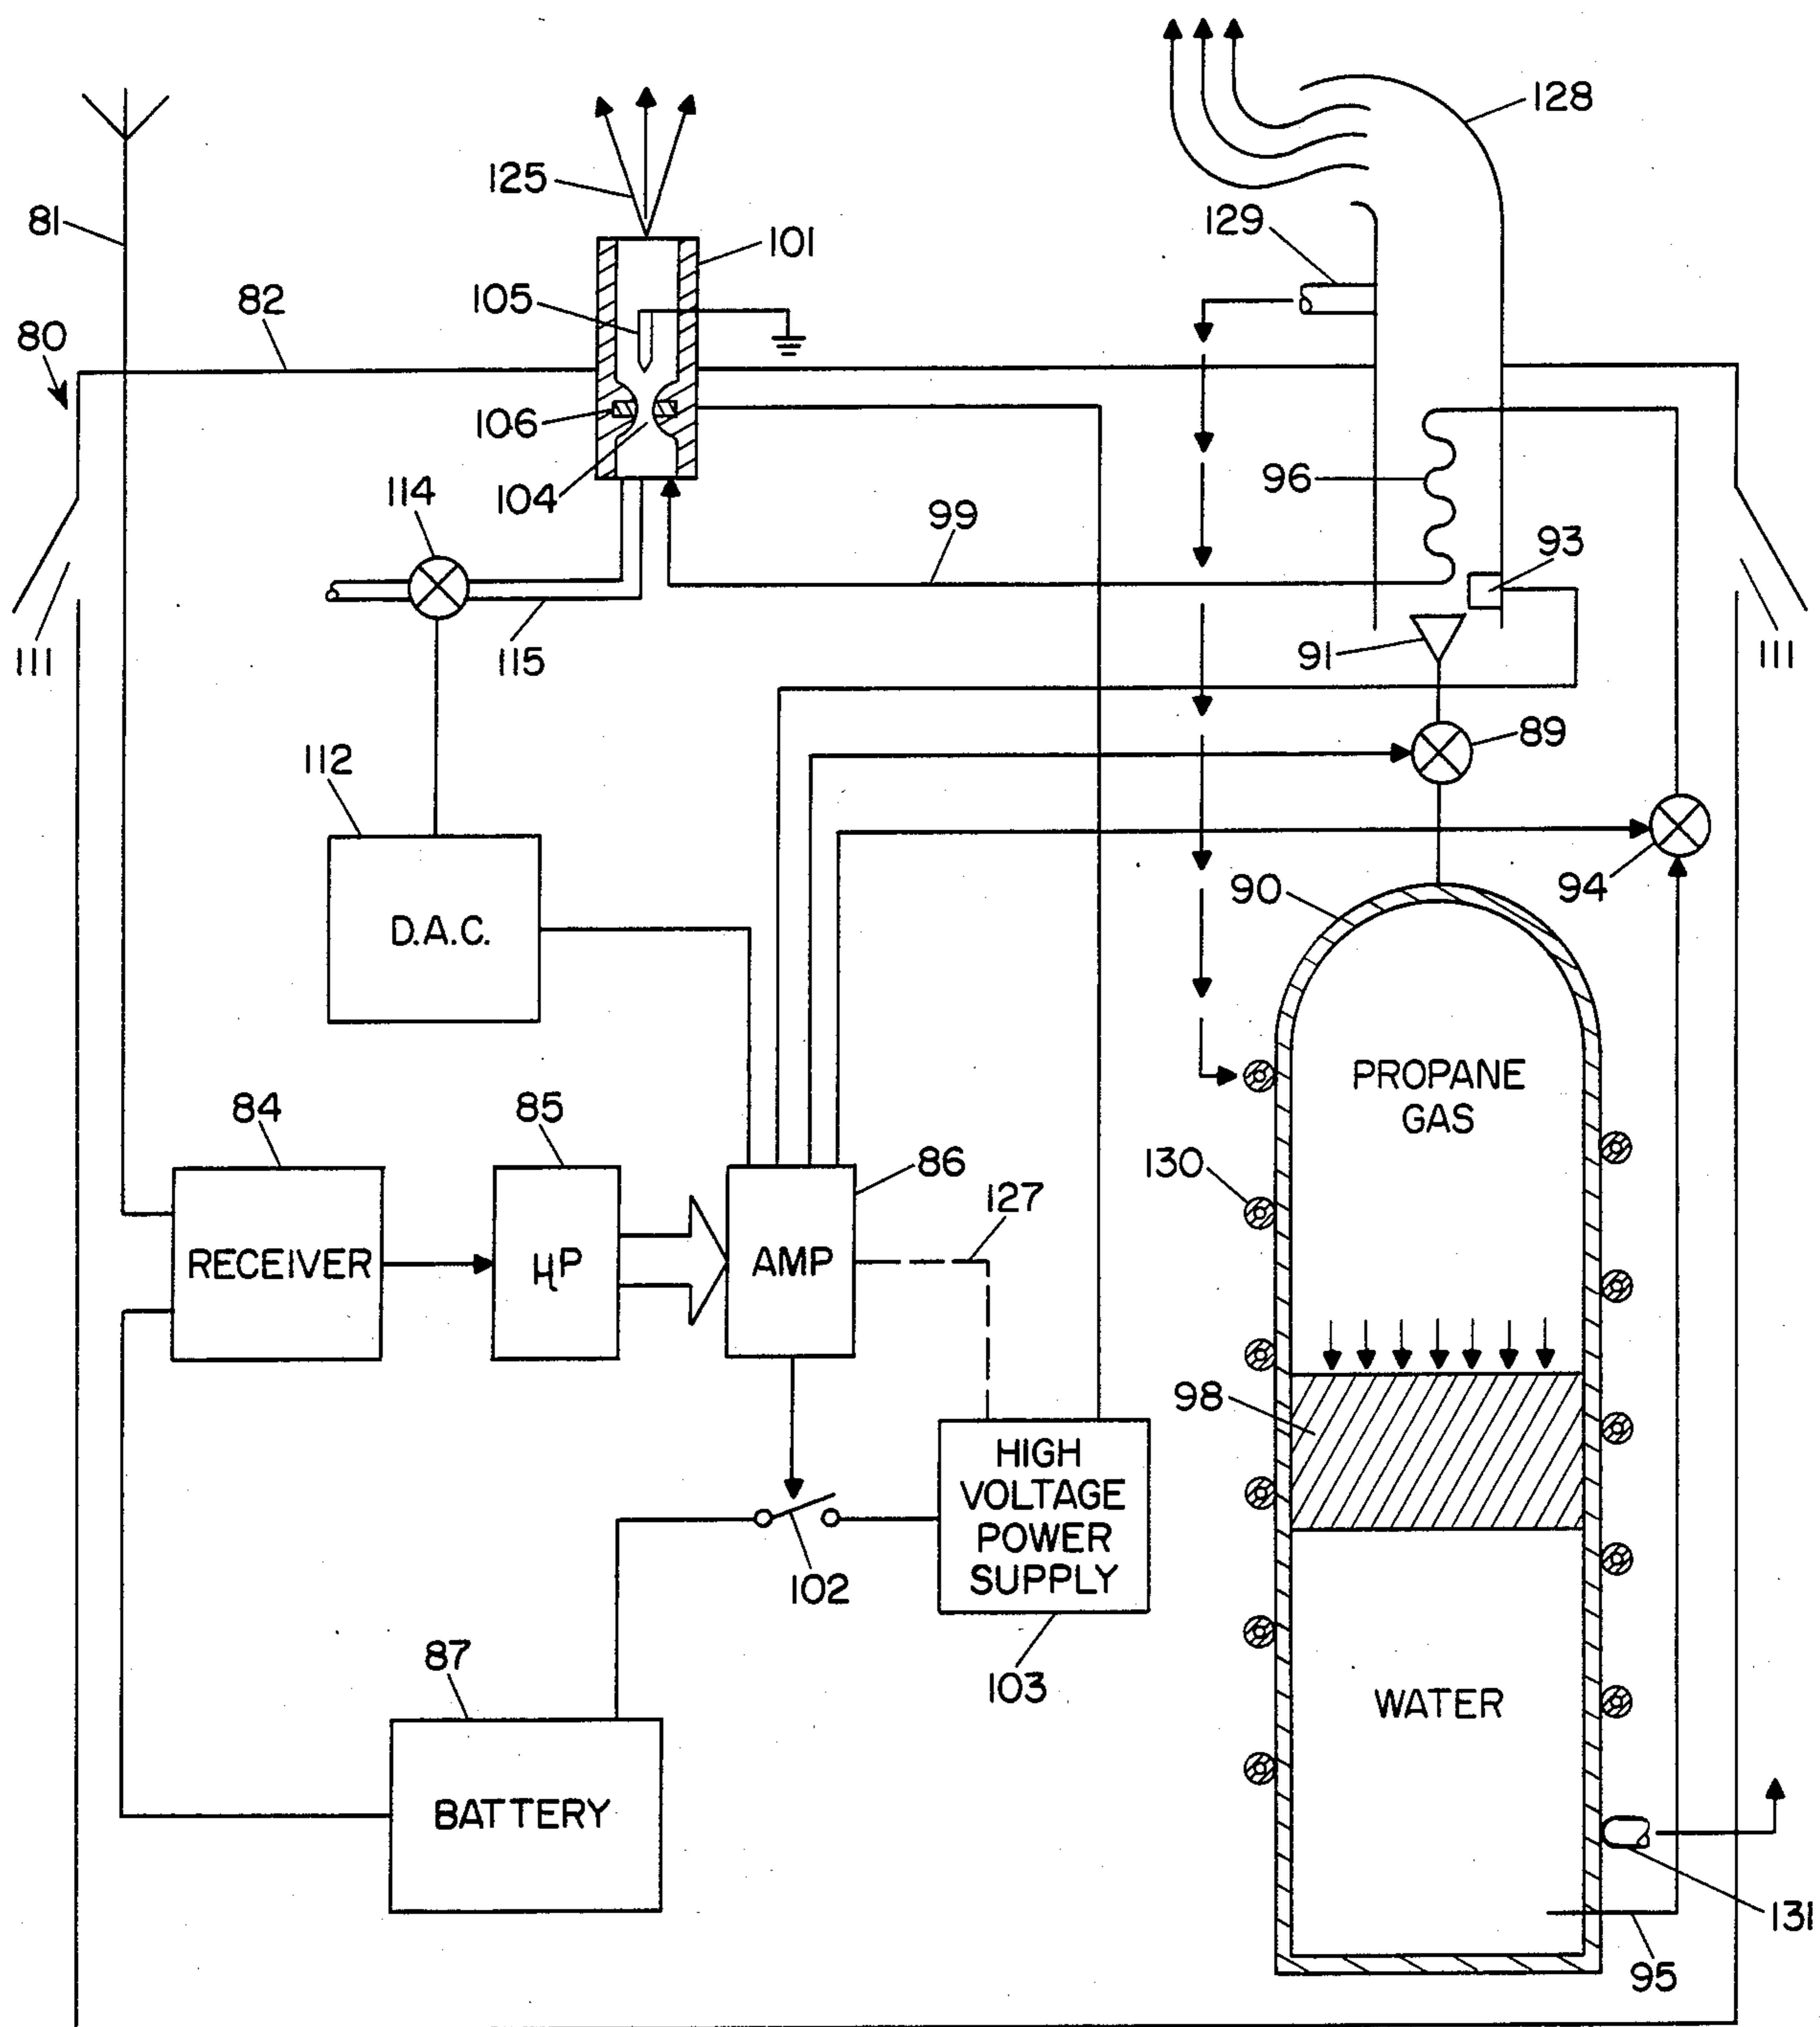 128
125
129
81
101
105
82
80
106
96
104
114
99
93
111
115
91
111
89
112
94
90
D.A.C.
PROPANE
GAS
84
85
86
130
127
RECEIVER
μP
AMP
98
HIGH
VOLTAGE
POWER
SUPPLY
102
87
103
WATER
BATTERY
131
95